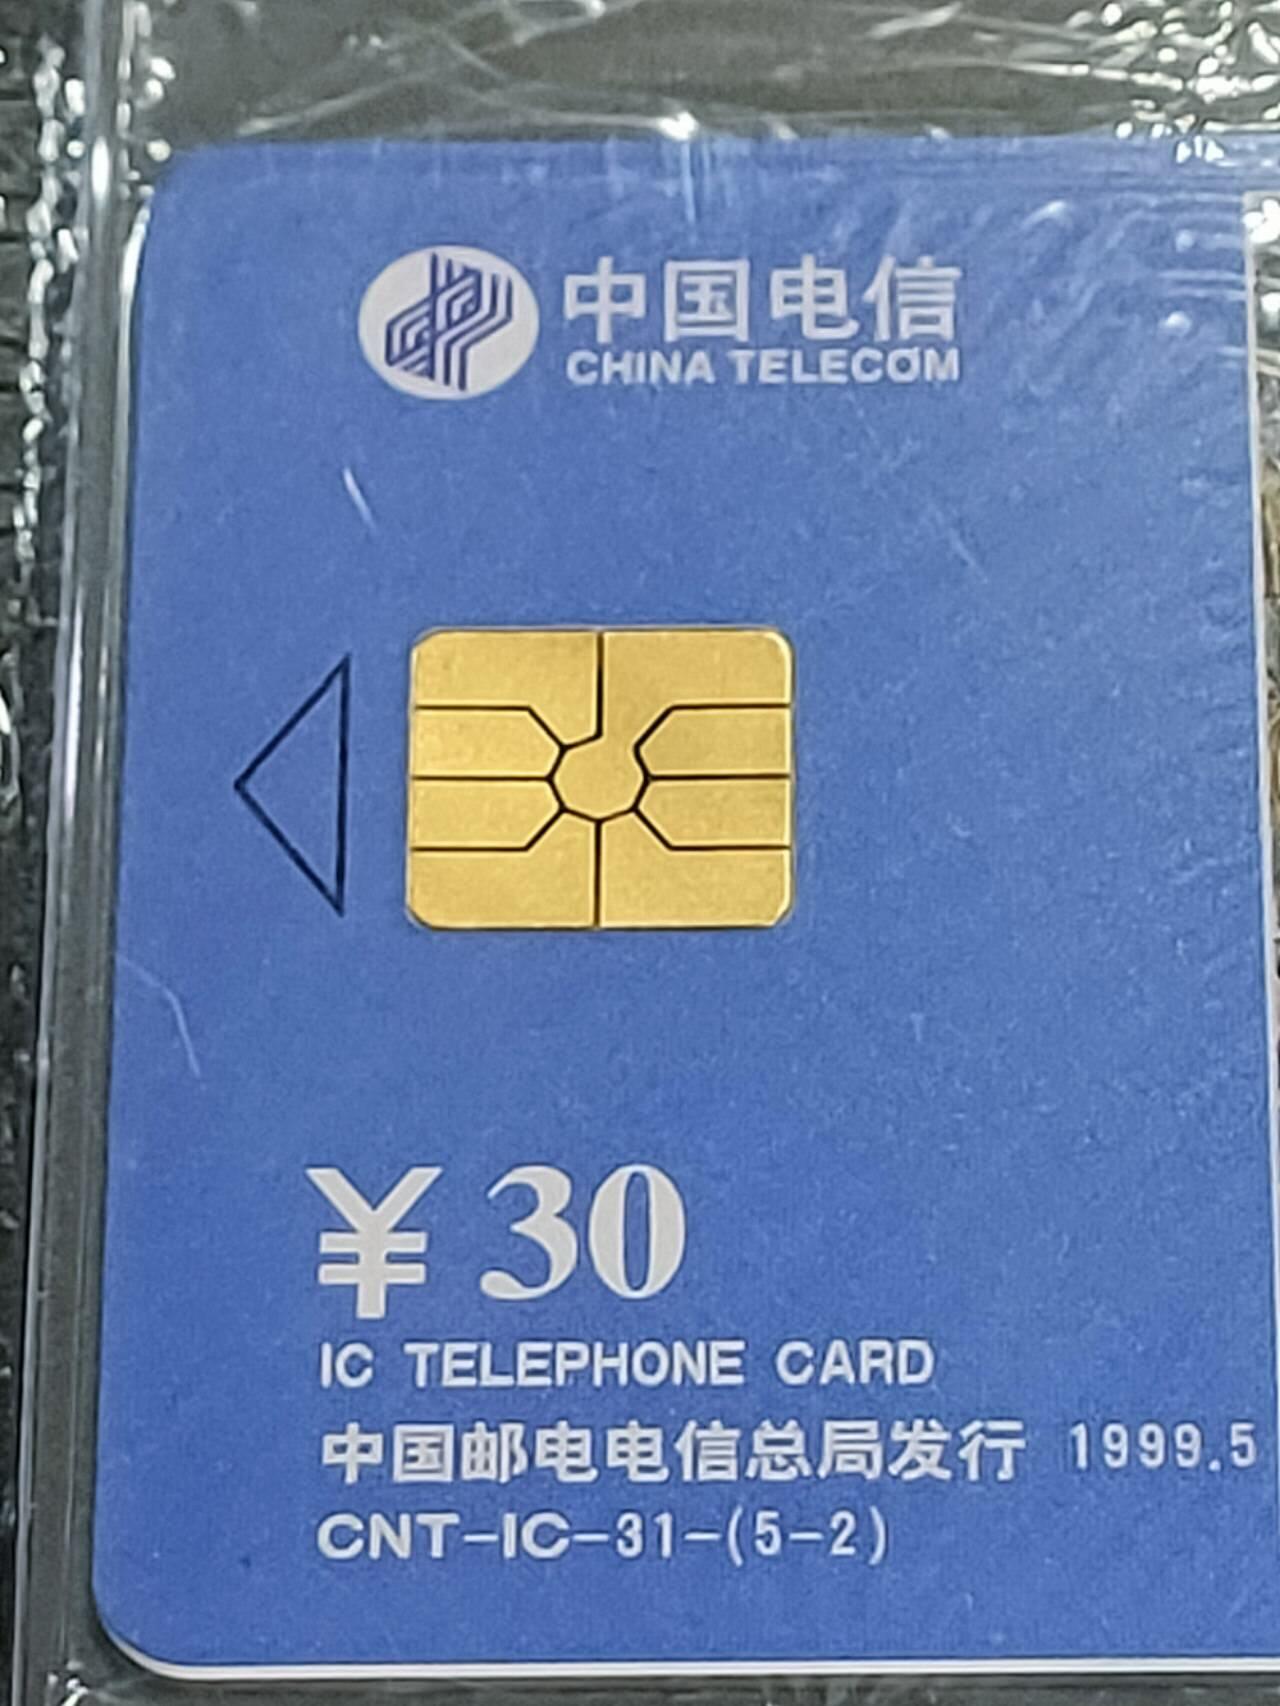 中国电信
CHINA TELECOM
¥30
IC TELEPHONE CARD
中国邮电电信总局发行 1999.5
CNT-IC-31-(5-2)